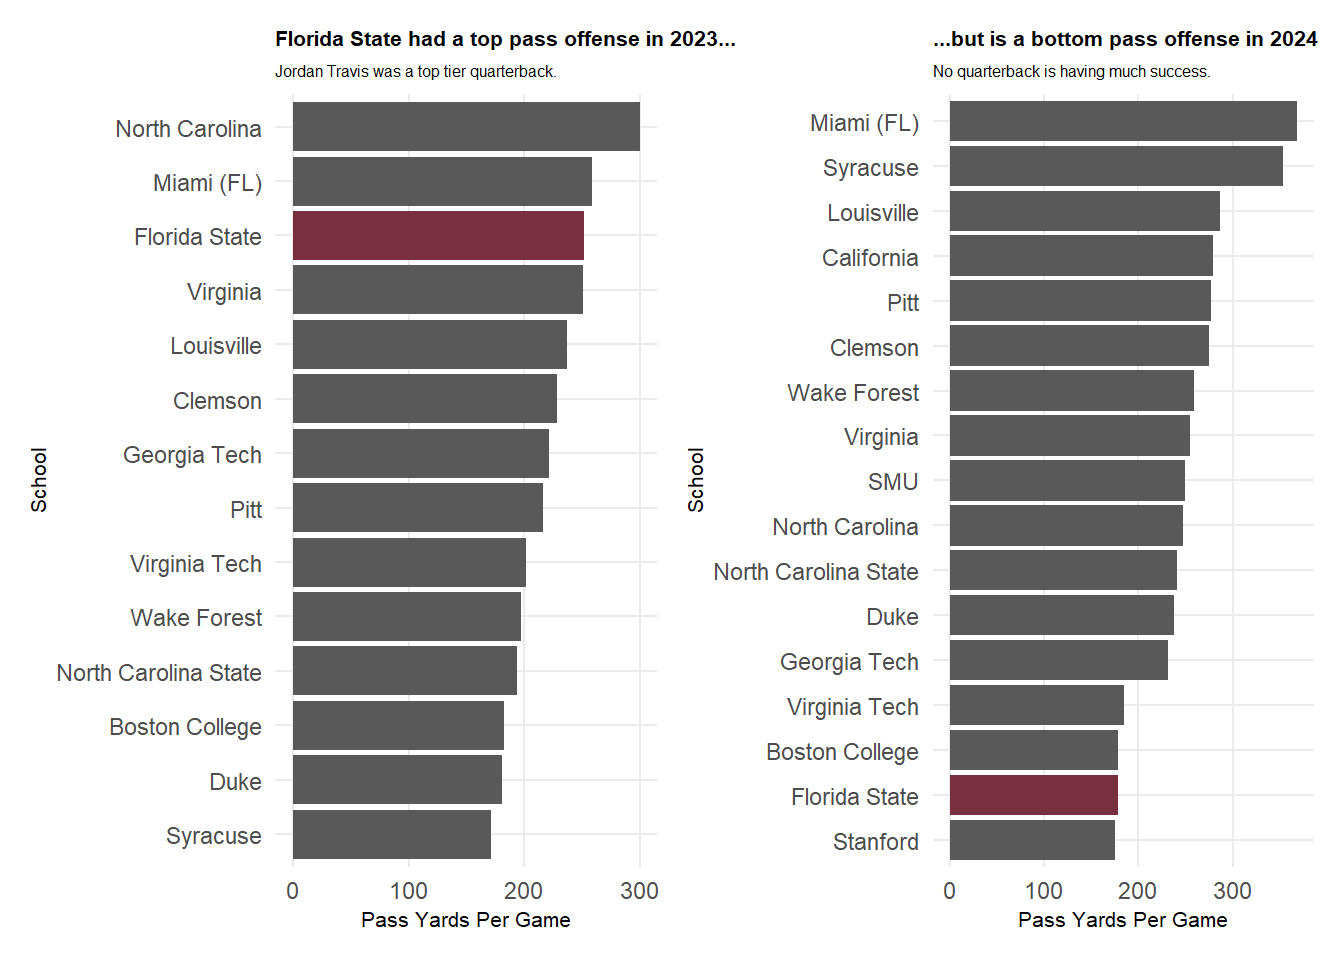 Florida State had a top pass offense in 2023...
Jordan Travis was a top tier quarterback.
School
North Carolina
Miami (FL)
Florida State
Virginia
Louisville
Clemson
Georgia Tech
Pitt
Virginia Tech
Wake Forest
North Carolina State
Boston College
Duke
Syracuse
0 100 200 300
Pass Yards Per Game
...but is a bottom pass offense in 2024
No quarterback is having much success.
School
Miami (FL)
Syracuse
Louisville
California
Pitt
Clemson
Wake Forest
Virginia
SMU
North Carolina
North Carolina State
Duke
Georgia Tech
Virginia Tech
Boston College
Florida State
Stanford
0 100 200 300
Pass Yards Per Game